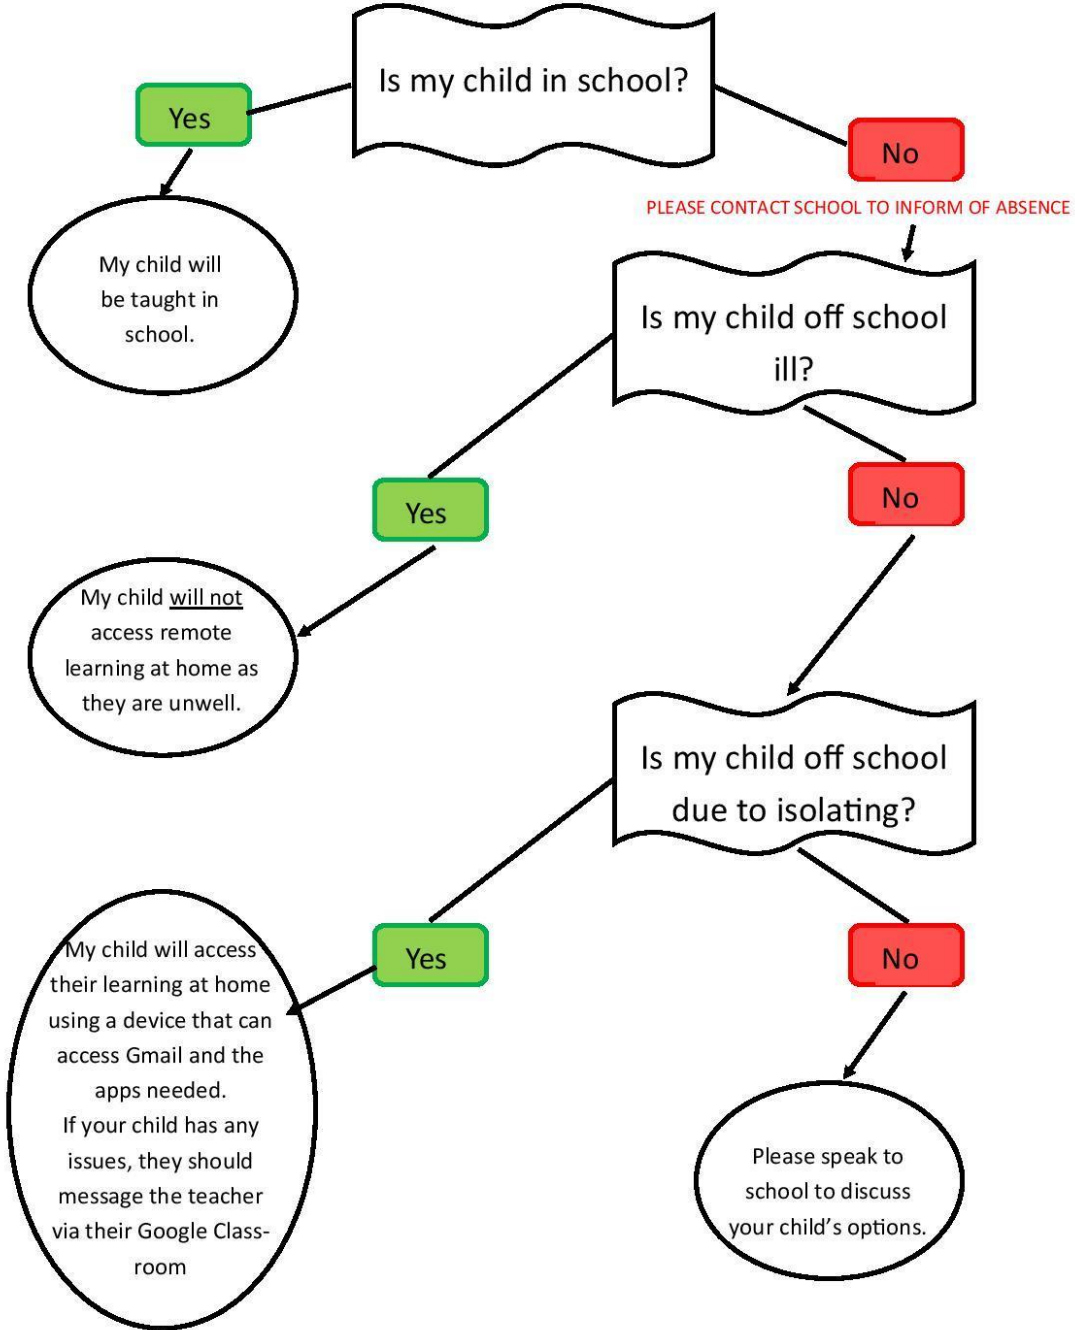 Is my child in school?
Yes
No
PLEASE CONTACT SCHOOL TO INFORM OF ABSENCE
My child will
be taught in
school.
Is my child off school
ill?
Yes
No
My child will not
access remote
learning at home as
they are unwell.
Is my child off school
due to isolating?
Yes
No
My child will access
their learning at home
using a device that can
access Gmail and the
apps needed.
If your child has any
issues, they should
message the teacher
via their Google Class-
room
Please speak to
school to discuss
your child’s options.